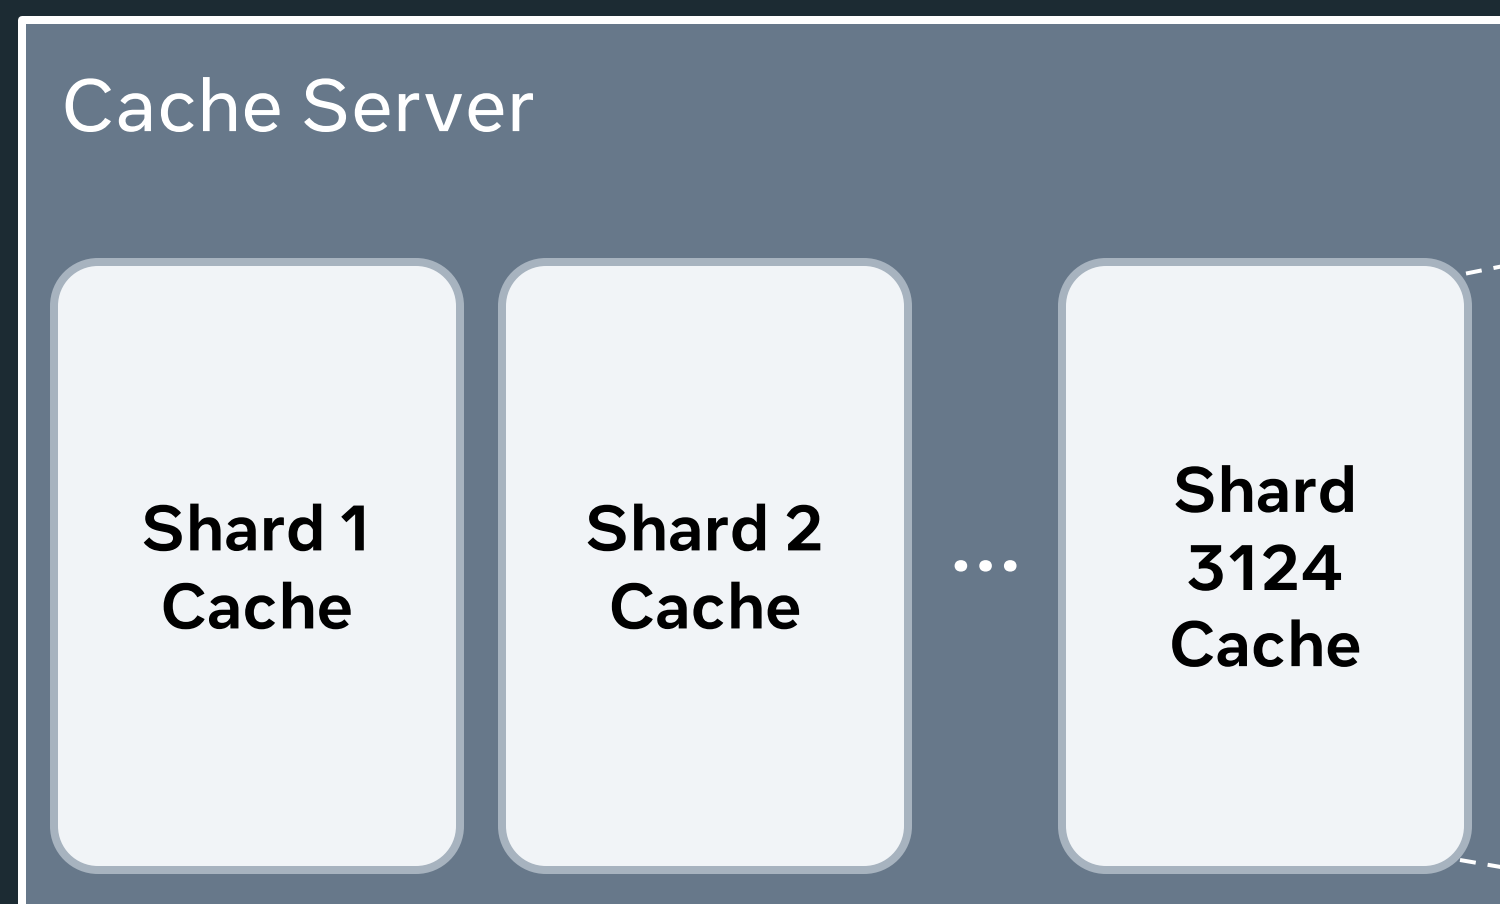 Cache Server
Shard 1
Cache
Shard 2
Cache
...
Shard
3124
Cache